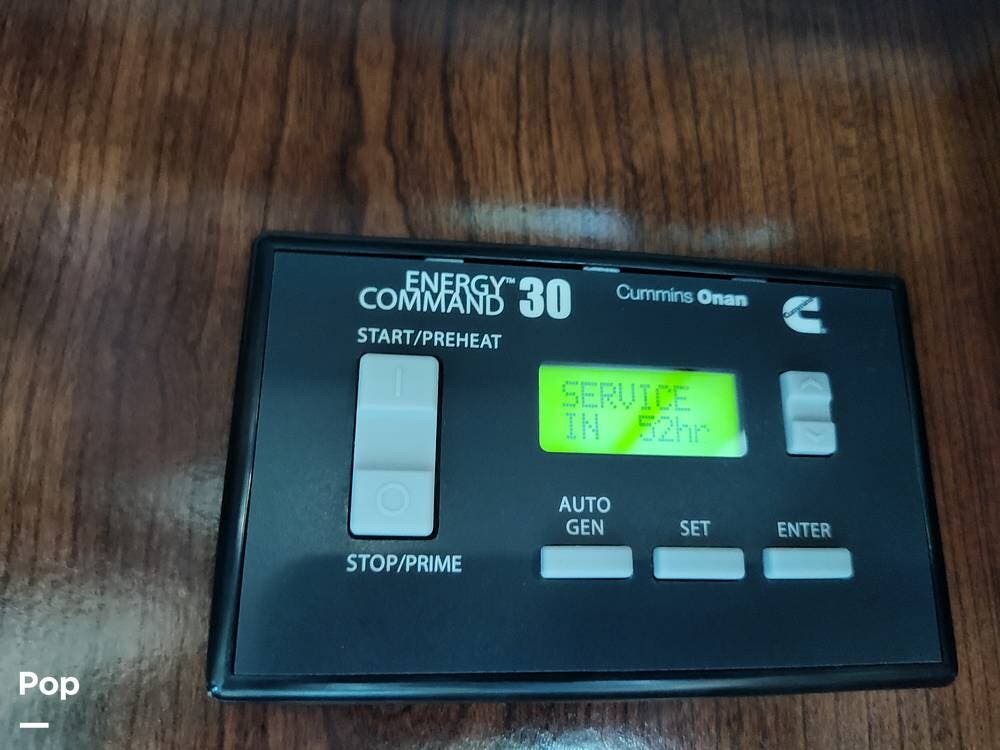 ENERGY™
COMMAND 30
Cummins Onan
START/PREHEAT
I
SERVICE
IN 52hr
O
AUTO
GEN
SET
ENTER
STOP/PRIME
Pop